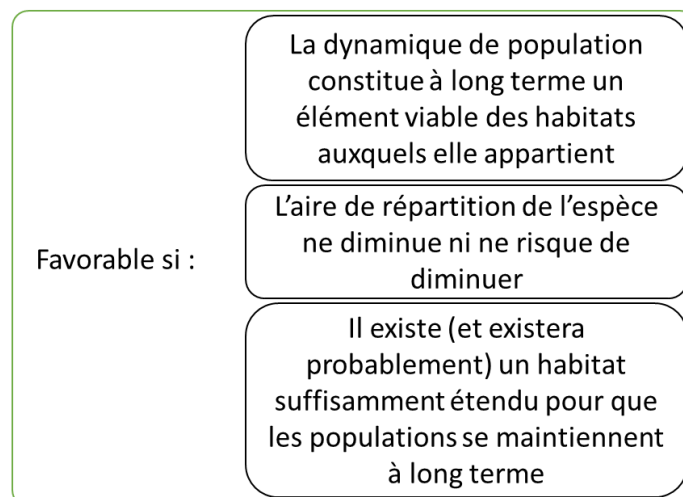 La dynamique de population
constitue à long terme un
élément viable des habitats
auxquels elle appartient
L'aire de répartition de l'espèce
ne diminue ni ne risque de
diminuer
Favorable si :
Il existe (et existera
probablement) un habitat
suffisamment étendu pour que
les populations se maintiennent
à long terme